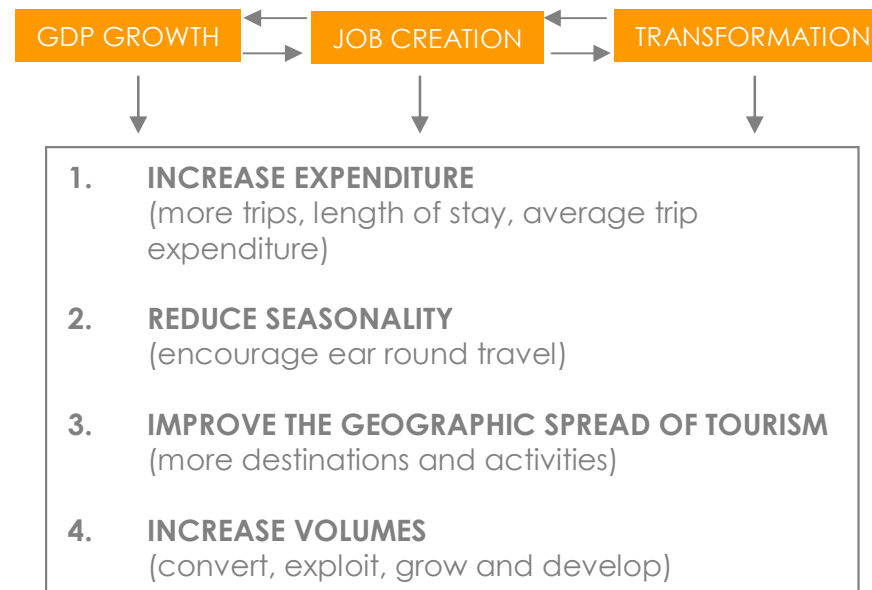 GDP GROWTH JOB CREATION TRANSFORMATION
1. INCREASE EXPENDITURE
(more trips, length of stay, average trip
expenditure)
2. REDUCE SEASONALITY
(encourage ear round travel)
3. IMPROVE THE GEOGRAPHIC SPREAD OF TOURISM
(more destinations and activities)
4. INCREASE VOLUMES
(convert, exploit, grow and develop)